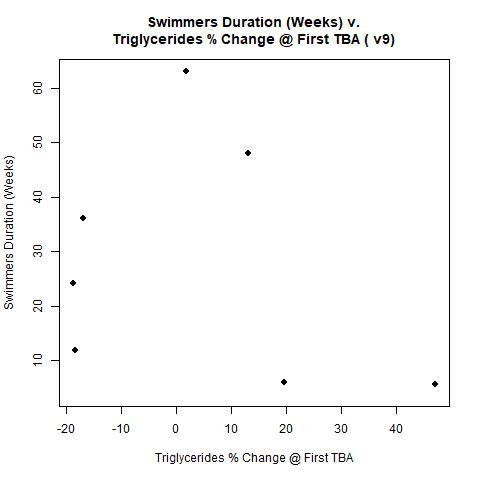 Swimmers Duration (Weeks) v.
Triglycerides % Change @ First TBA ( v9)
Swimmers Duration (Weeks)
60
50
40
30
20
10
-20 -10 0 10 20 30 40
Triglycerides % Change @ First TBA